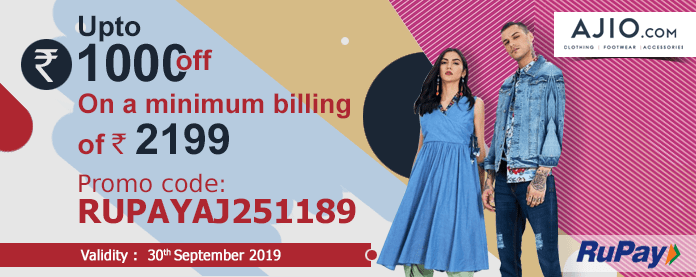 Upto
₹ 1000 off
On a minimum billing
of ₹ 2199
Promo code:
RUPAYAJ251189
Validity : 30th September 2019
AJIO.COM
CLOTHING | FOOTWEAR | ACCESSORIES
RuPay